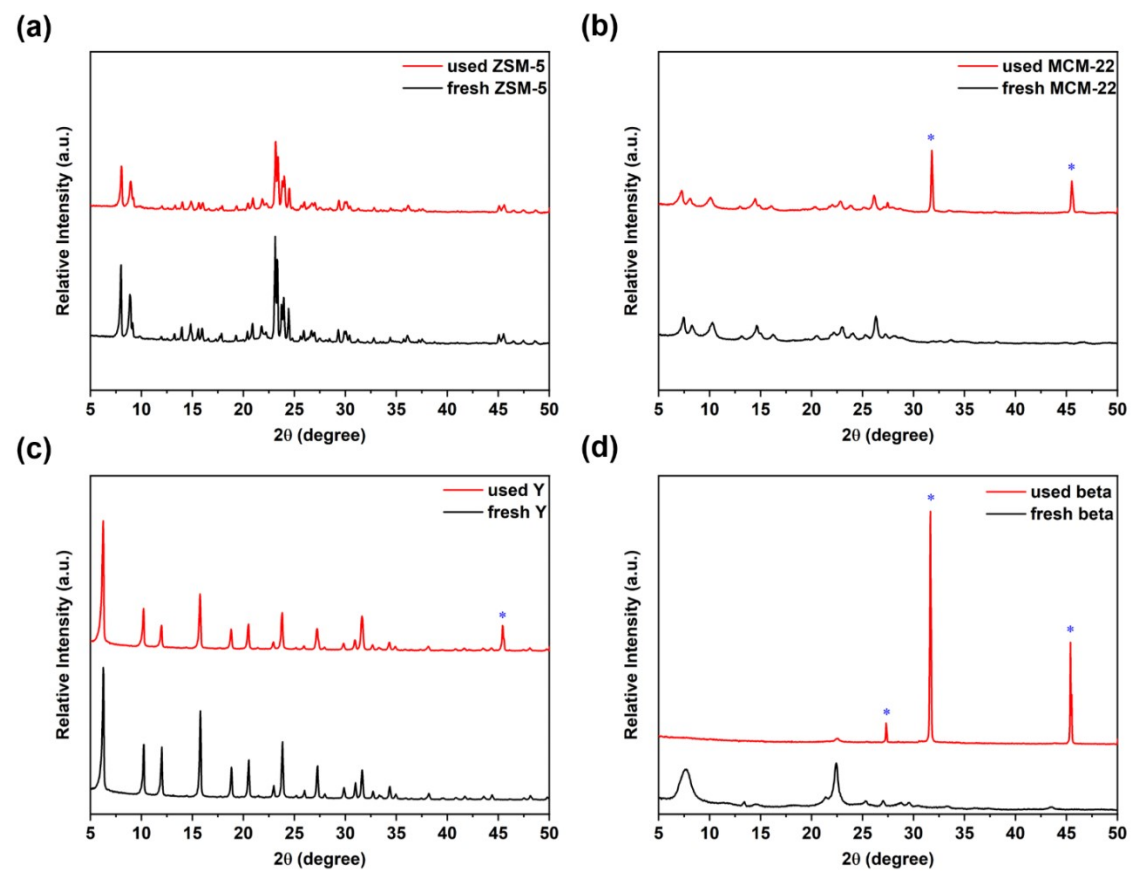 (a)
used ZSM-5
fresh ZSM-5
Relative Intensity (a.u.)
5 10 15 20 25 30 35 40 45 50
2θ (degree)
(b)
used MCM-22
fresh MCM-22
* *
Relative Intensity (a.u.)
5 10 15 20 25 30 35 40 45 50
2θ (degree)
(c)
used Y
fresh Y
*
Relative Intensity (a.u.)
5 10 15 20 25 30 35 40 45 50
2θ (degree)
(d)
used beta
fresh beta
* * *
Relative Intensity (a.u.)
5 10 15 20 25 30 35 40 45 50
2θ (degree)